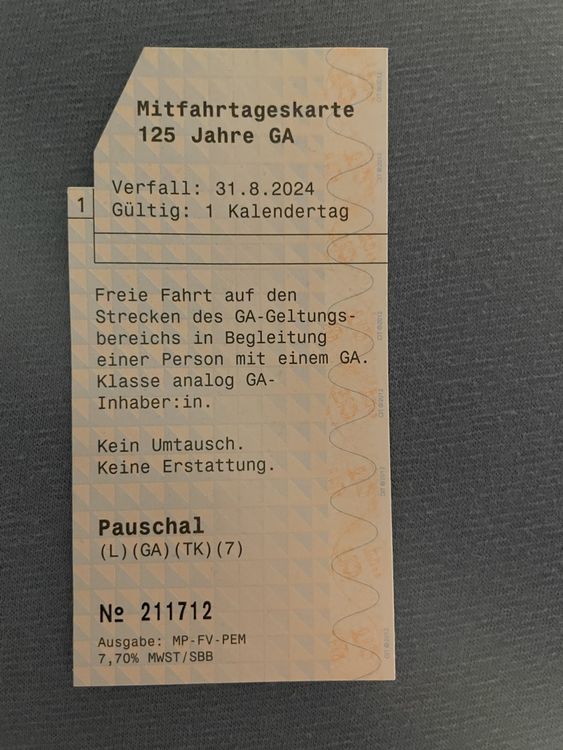 Mitfahrtageskarte
125 Jahre GA
Verfall: 31.8.2024
1
Gültig: 1 Kalendertag
Freie Fahrt auf den
Strecken des GA-Geltungs-
bereichs in Begleitung
einer Person mit einem GA.
Klasse analog GA-
Inhaber:in.
Kein Umtausch.
Keine Erstattung.
Pauschal
(L)(GA)(TK)(7)
№ 211712
Ausgabe: MP-FV-PEM
7,70% MWST/SBB